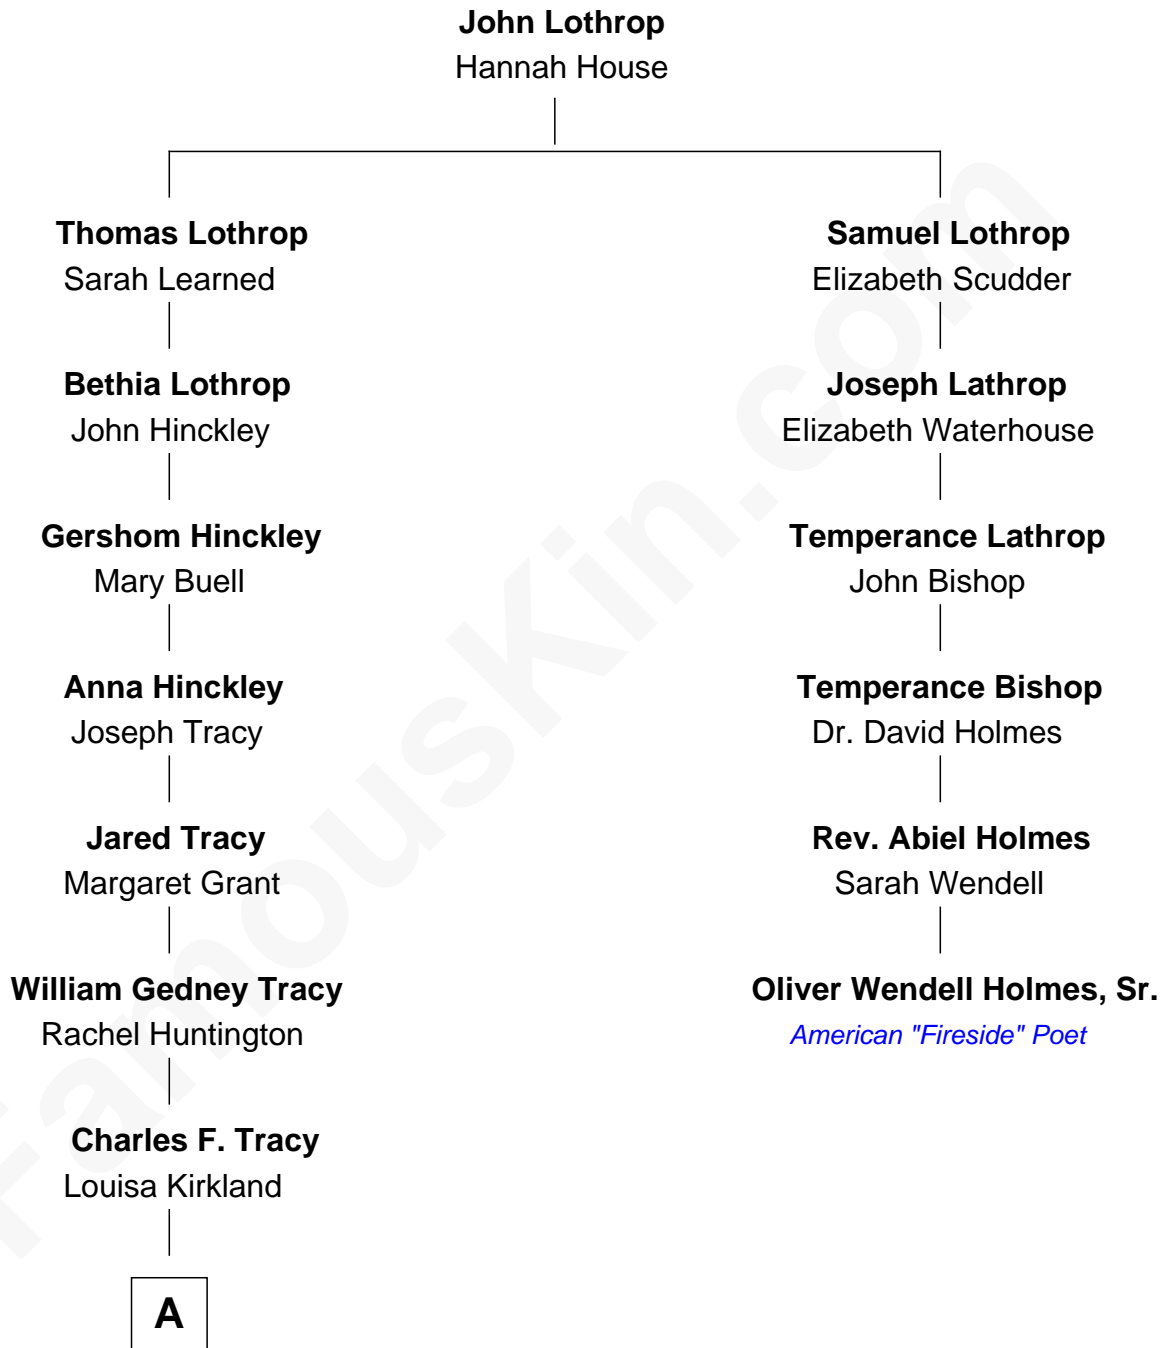 John Lothrop
Hannah House
Thomas Lothrop
Sarah Learned
Bethia Lothrop
John Hinckley
Gershom Hinckley
Mary Buell
Anna Hinckley
Joseph Tracy
Jared Tracy
Margaret Grant
William Gedney Tracy
Rachel Huntington
Charles F. Tracy
Louisa Kirkland
A
Samuel Lothrop
Elizabeth Scudder
Joseph Lathrop
Elizabeth Waterhouse
Temperance Lathrop
John Bishop
Temperance Bishop
Dr. David Holmes
Rev. Abiel Holmes
Sarah Wendell
Oliver Wendell Holmes, Sr.
American "Fireside" Poet
FamousKin.com